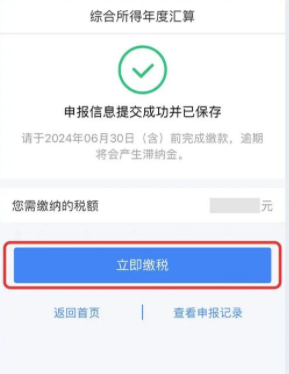 综合所得年度汇算
申报信息提交成功并已保存
请于2024年06月30日（含）前完成缴款，逾期
将会产生滞纳金。
您需缴纳的税额 元
立即缴税
返回首页 | 查看申报记录